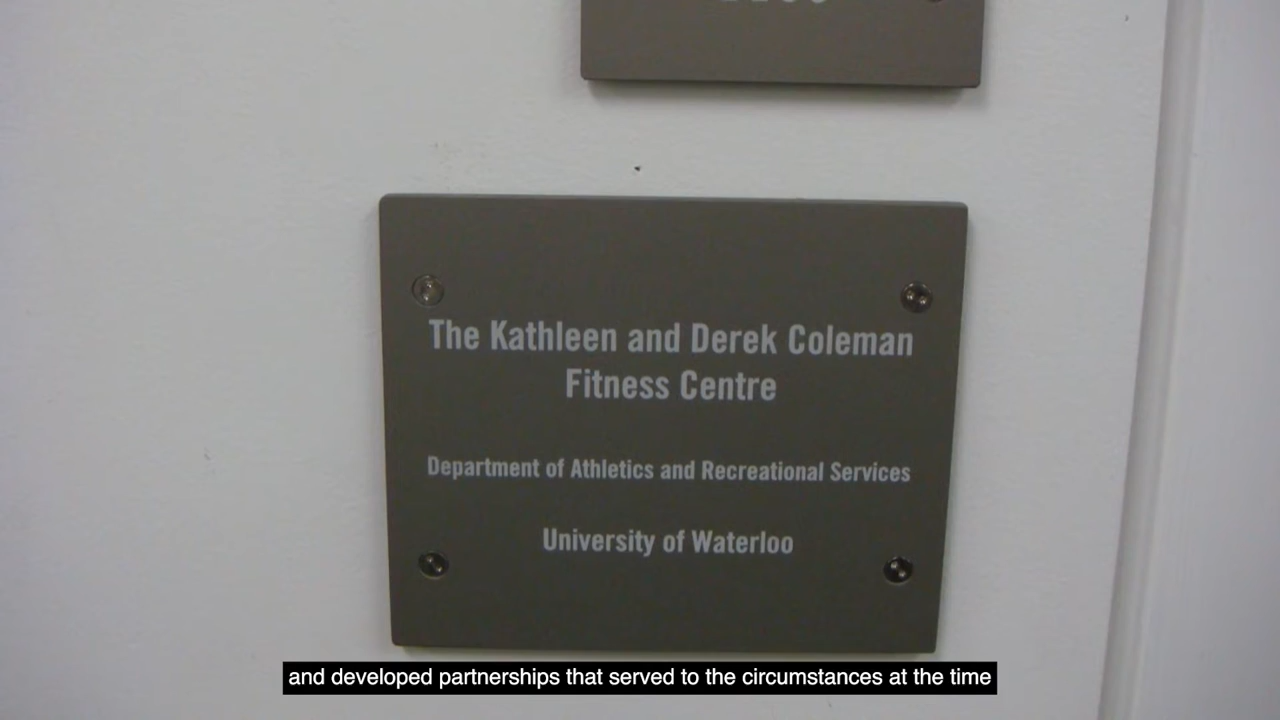 The Kathleen and Derek Coleman
Fitness Centre
Department of Athletics and Recreational Services
University of Waterloo
and developed partnerships that served to the circumstances at the time